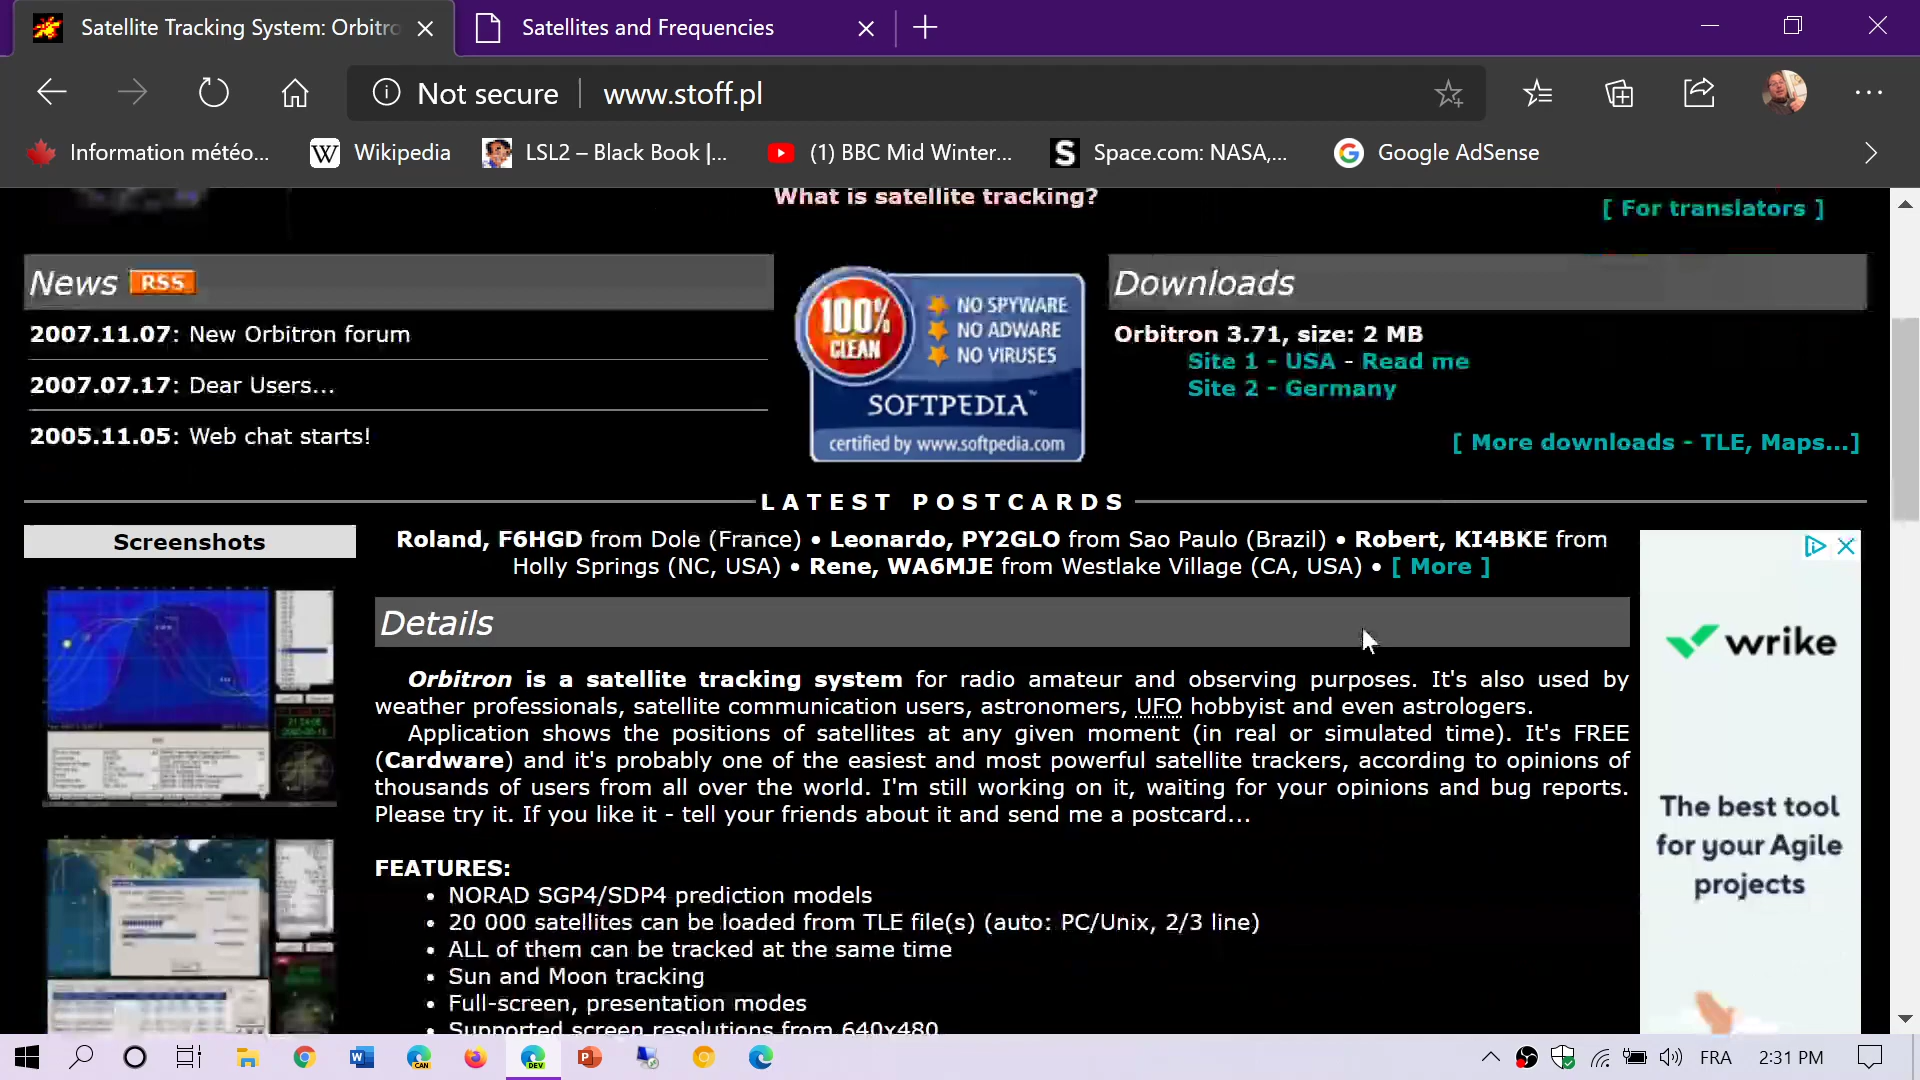 Satellite Tracking System: Orbitro
Satellites and Frequencies
Not secure
www.stoff.pl
Information météo...
W Wikipedia
LSL2 – Black Book |...
(1) BBC Mid Winter...
S Space.com: NASA,...
G Google AdSense
What is satellite tracking?
[ For translators ]
News RSS
2007.11.07: New Orbitron forum
2007.07.17: Dear Users...
2005.11.05: Web chat starts!
100% CLEAN
NO SPYWARE
NO ADWARE
NO VIRUSES
SOFTPEDIA™
certified by www.softpedia.com
Downloads
Orbitron 3.71, size: 2 MB
Site 1 - USA - Read me
Site 2 - Germany
[ More downloads - TLE, Maps...]
LATEST POSTCARDS
Screenshots
Roland, F6HGD from Dole (France) • Leonardo, PY2GLO from Sao Paulo (Brazil) • Robert, KI4BKE from
Holly Springs (NC, USA) • Rene, WA6MJE from Westlake Village (CA, USA) • [ More ]
Details
Orbitron is a satellite tracking system for radio amateur and observing purposes. It's also used by
weather professionals, satellite communication users, astronomers, UFO hobbyist and even astrologers.
Application shows the positions of satellites at any given moment (in real or simulated time). It's FREE
(Cardware) and it's probably one of the easiest and most powerful satellite trackers, according to opinions of
thousands of users from all over the world. I'm still working on it, waiting for your opinions and bug reports.
Please try it. If you like it - tell your friends about it and send me a postcard...
FEATURES:
• NORAD SGP4/SDP4 prediction models
• 20 000 satellites can be loaded from TLE file(s) (auto: PC/Unix, 2/3 line)
• ALL of them can be tracked at the same time
• Sun and Moon tracking
• Full-screen, presentation modes
• Supported screen resolutions from 640x480
wrike
The best tool
for your Agile
projects
CAN
DEV
FRA
2:31 PM